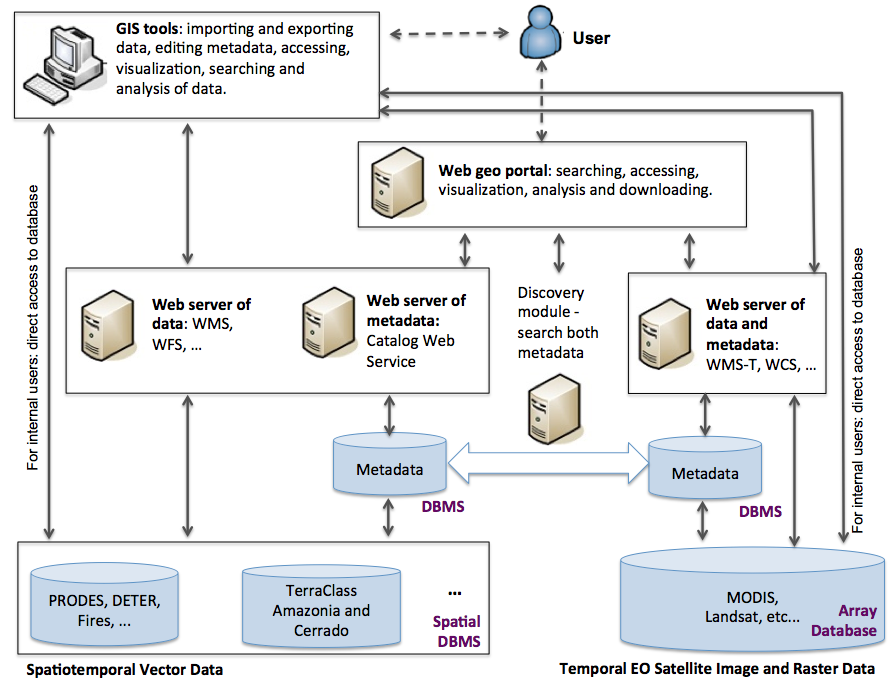 GIS tools: importing and exporting
data, editing metadata, accessing,
visualization, searching and
analysis of data.
User
Web geo portal: searching, accessing,
visualization, analysis and downloading.
For internal users: direct access to database
Web server of
data: WMS,
WFS, ...
Web server of
metadata:
Catalog Web
Service
Discovery
module -
search both
metadata
Web server of
data and
metadata:
WMS-T, WCS, ...
For internal users: direct access to database
Metadata
DBMS
Metadata
DBMS
PRODES, DETER,
Fires, ...
TerraClass
Amazonia and
Cerrado
...
Spatial
DBMS
MODIS,
Landsat, etc...
Array
Database
Spatiotemporal Vector Data
Temporal EO Satellite Image and Raster Data